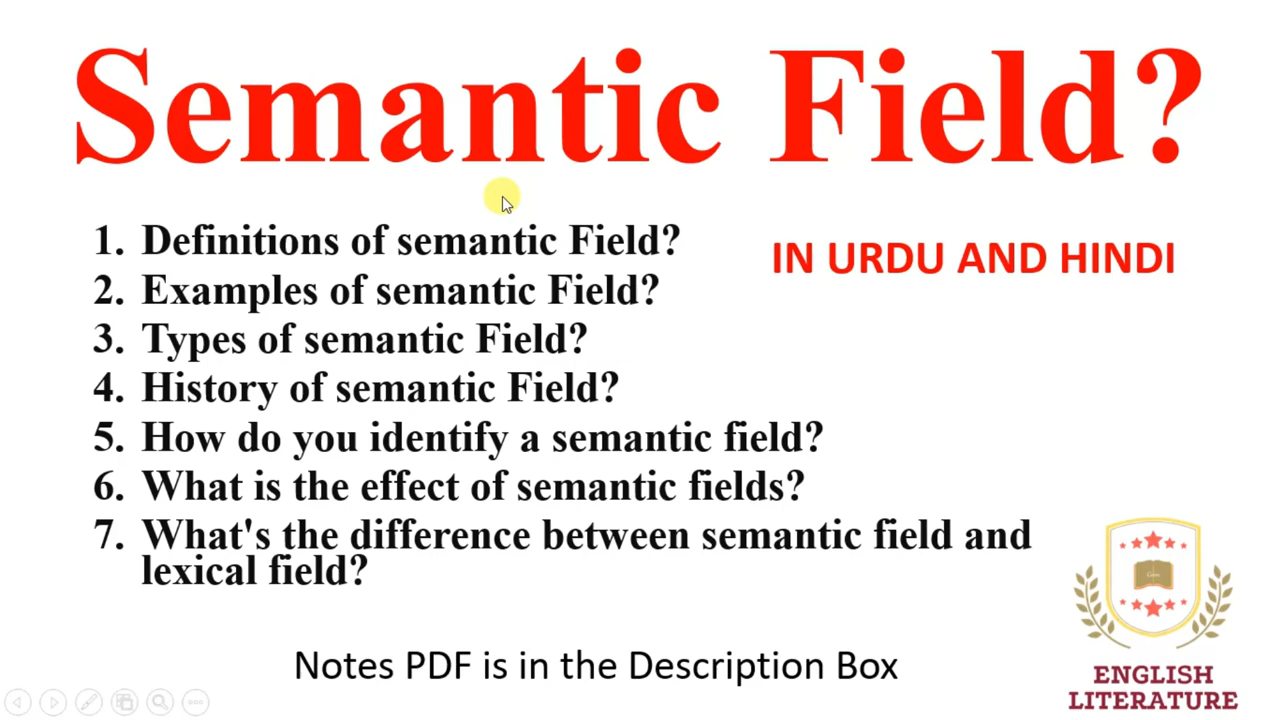 Semantic Field?
1. Definitions of semantic Field?
IN URDU AND HINDI
2. Examples of semantic Field?
3. Types of semantic Field?
4. History of semantic Field?
5. How do you identify a semantic field?
6. What is the effect of semantic fields?
7. What's the difference between semantic field and
lexical field?
Notes PDF is in the Description Box
ENGLISH
LITERATURE